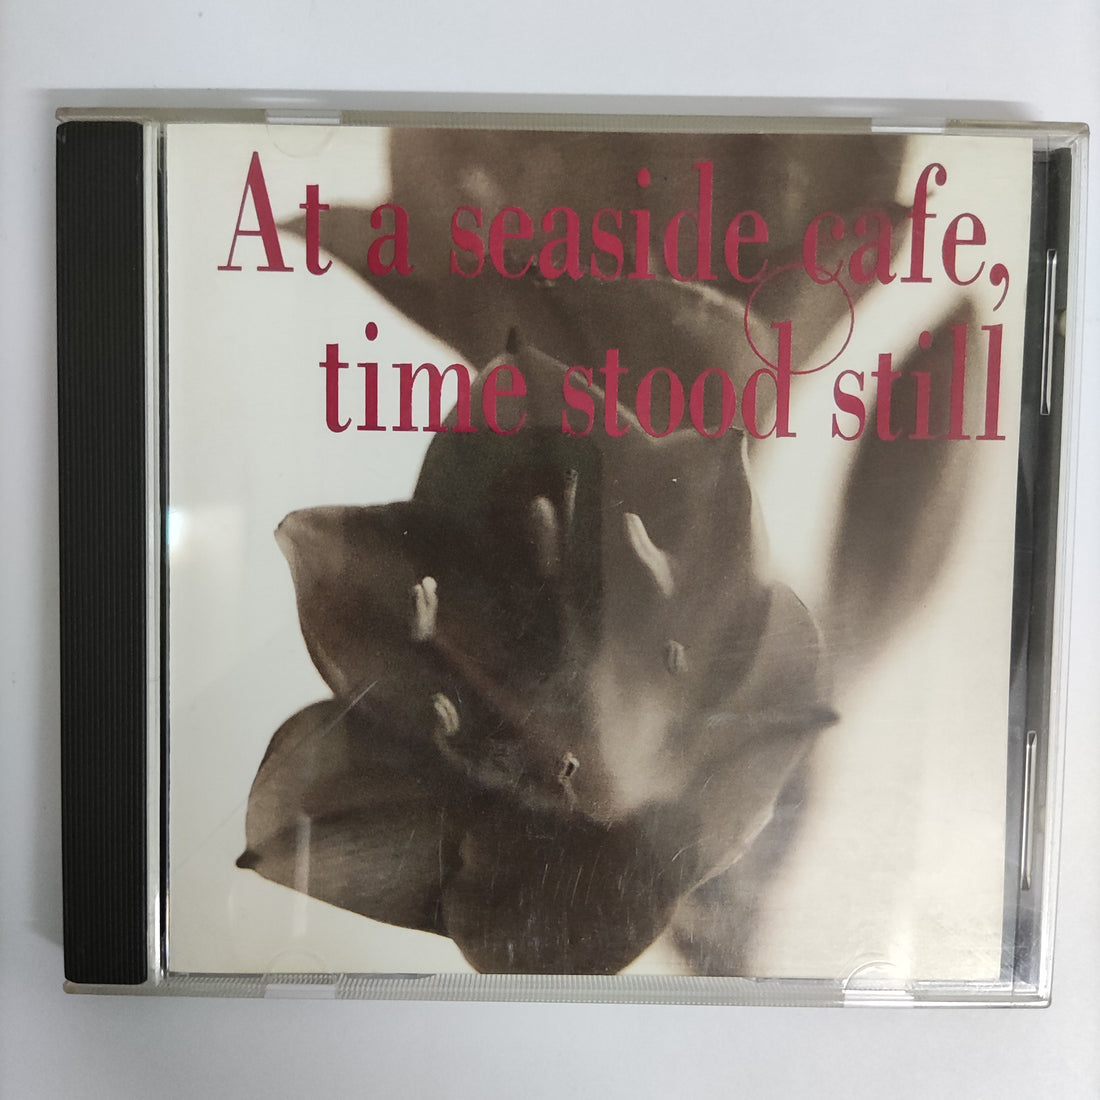 At a seaside cafe,
time stood still